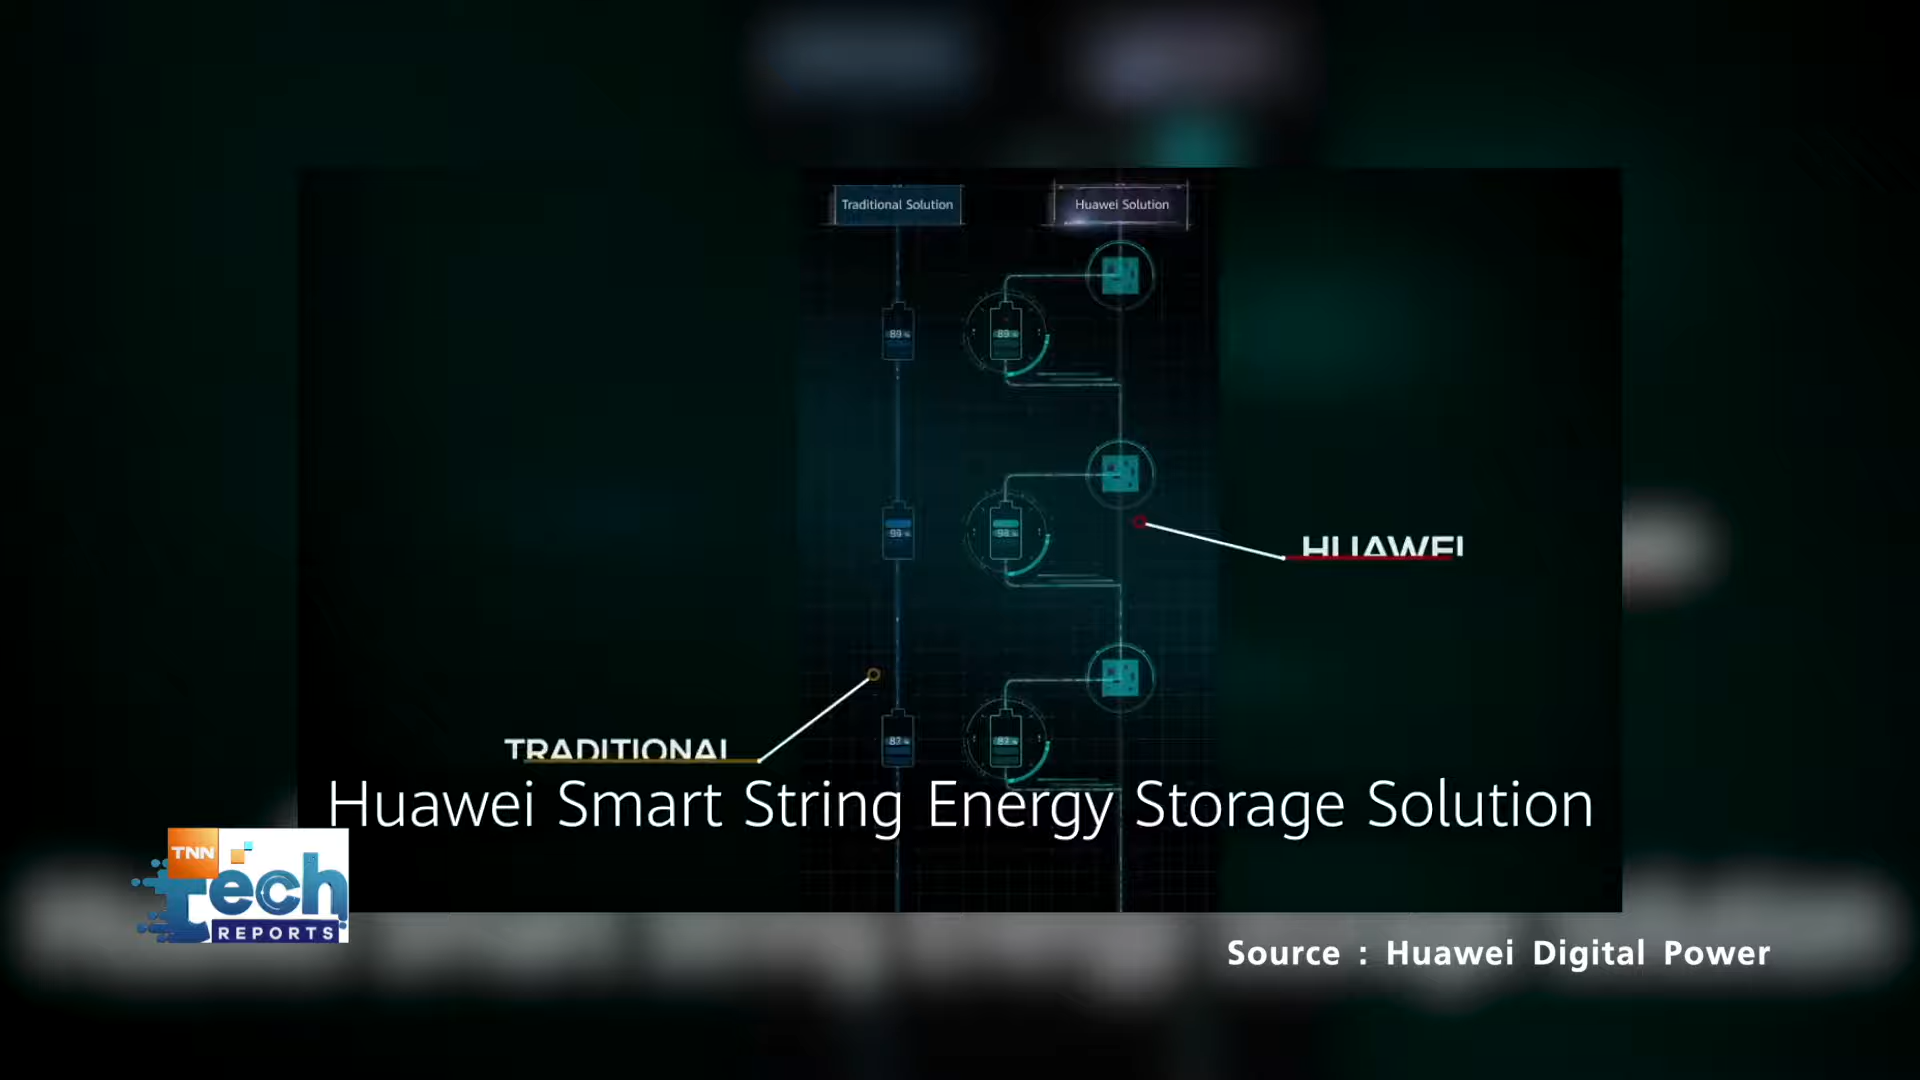 Traditional Solution
Huawei Solution
HUAWEI
TRADITIONAL
Huawei Smart String Energy Storage Solution
TNN
Tech
REPORTS
Source : Huawei Digital Power